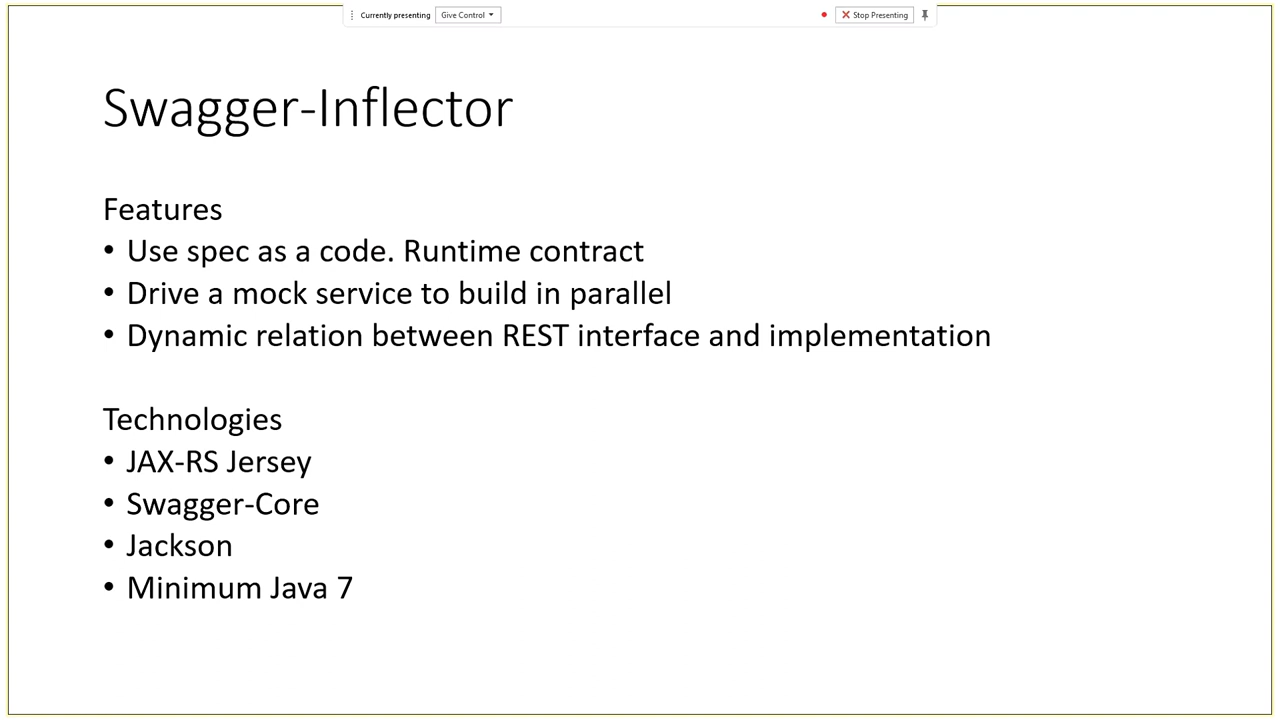 Currently presenting Give Control Stop Presenting
Swagger-Inflector
Features
• Use spec as a code. Runtime contract
• Drive a mock service to build in parallel
• Dynamic relation between REST interface and implementation
Technologies
• JAX-RS Jersey
• Swagger-Core
• Jackson
• Minimum Java 7